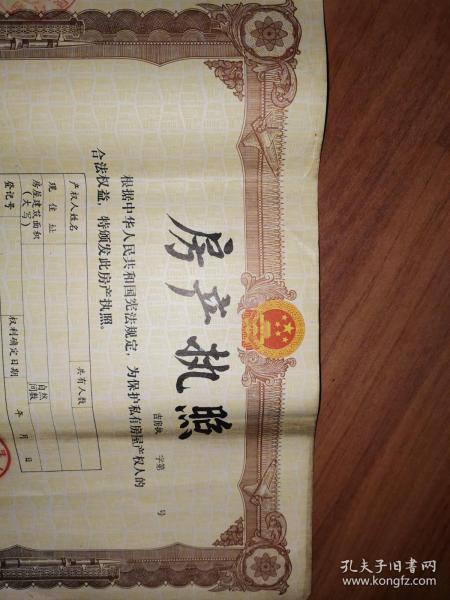 房产执照
吉房执 字第 号
根据中华人民共和国宪法规定，为保护私有房屋产权人的
合法权益，特颁发此房产执照。
产权人姓名 共有人数
现住址
房屋建筑面积
（大写） 自然
间数
登记号 权利确定日期 年 月 日
孔夫子旧书网
www.kongfz.com